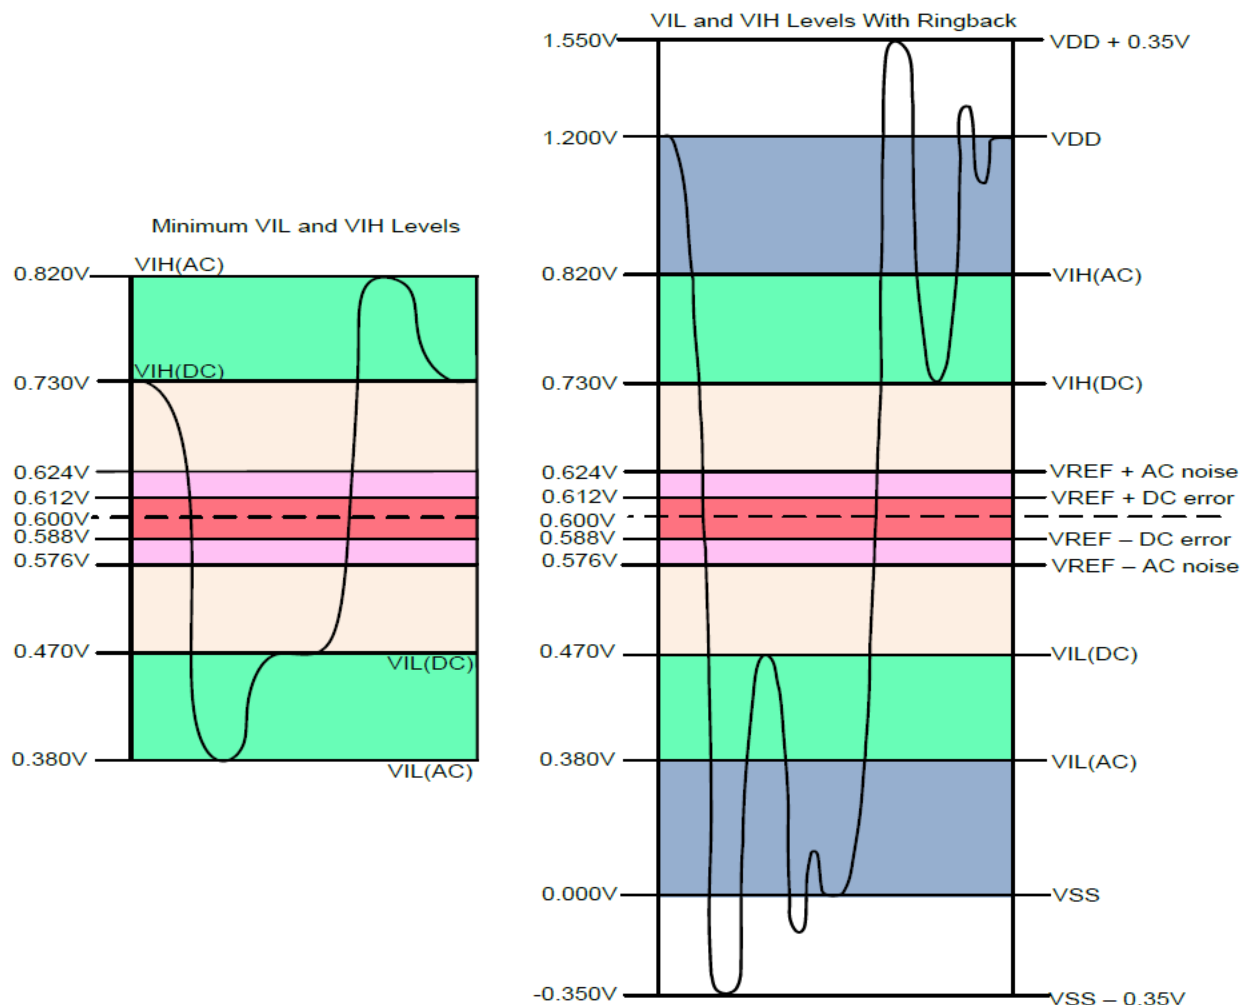 VIL and VIH Levels With Ringback
1.550V
VDD + 0.35V
1.200V
VDD
Minimum VIL and VIH Levels
VIH(AC)
0.820V
0.820V
VIH(AC)
VIH(DC)
0.730V
0.730V
VIH(DC)
0.624V
0.624V
VREF + AC noise
0.612V
0.612V
VREF + DC error
0.600V
0.600V
0.588V
0.588V
VREF – DC error
0.576V
0.576V
VREF – AC noise
0.470V
VIL(DC)
0.470V
VIL(DC)
0.380V
VIL(AC)
0.380V
VIL(AC)
0.000V
VSS
-0.350V
VSS – 0.35V